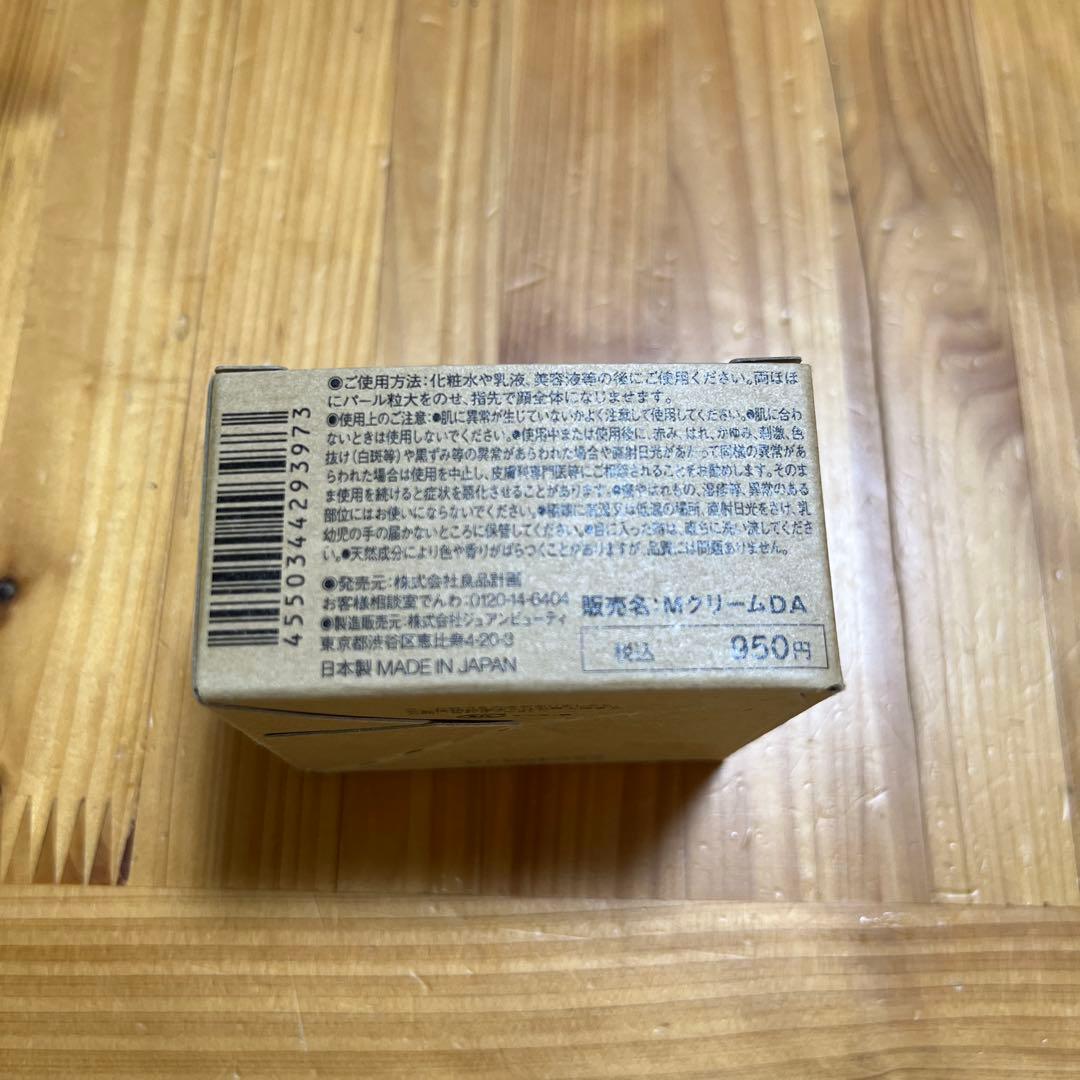 ●ご使用方法：化粧水や乳液、美容液等の後にご使用ください。両ほほ
にパール粒大をのせ、指先で顔全体になじませます。
●使用上のご注意：●肌に異常が生じていないかよく注意して使用してください。●肌に合わ
ないときは使用しないでください。●使用中または使用後に、赤み、はれ、かゆみ、刺激、色
抜け（白斑等）や黒ずみ等の異常があらわれた場合や直射日光があたって同様の異常があ
らわれた場合は使用を中止し、皮膚科専門医等にご相談されることをお勧めします。そのま
ま使用を続けると症状を悪化させることがあります。●傷やはれもの、湿疹等、異常のある
部位にはお使いにならないでください。●極端に高温又は低温の場所、直射日光をさけ、乳
幼児の手の届かないところに保管してください。●目に入った時は、直ちに洗い流してくださ
い。●天然成分により色や香りがばらつくことがありますが、品質には問題ありません。
●発売元：株式会社良品計画
お客様相談室でんわ：0120-14-6404
●製造販売元：株式会社ジュアンビューティ
東京都渋谷区恵比寿4-20-3
日本製 MADE IN JAPAN
販売名：MクリームDA
税込 950円
4550344293973